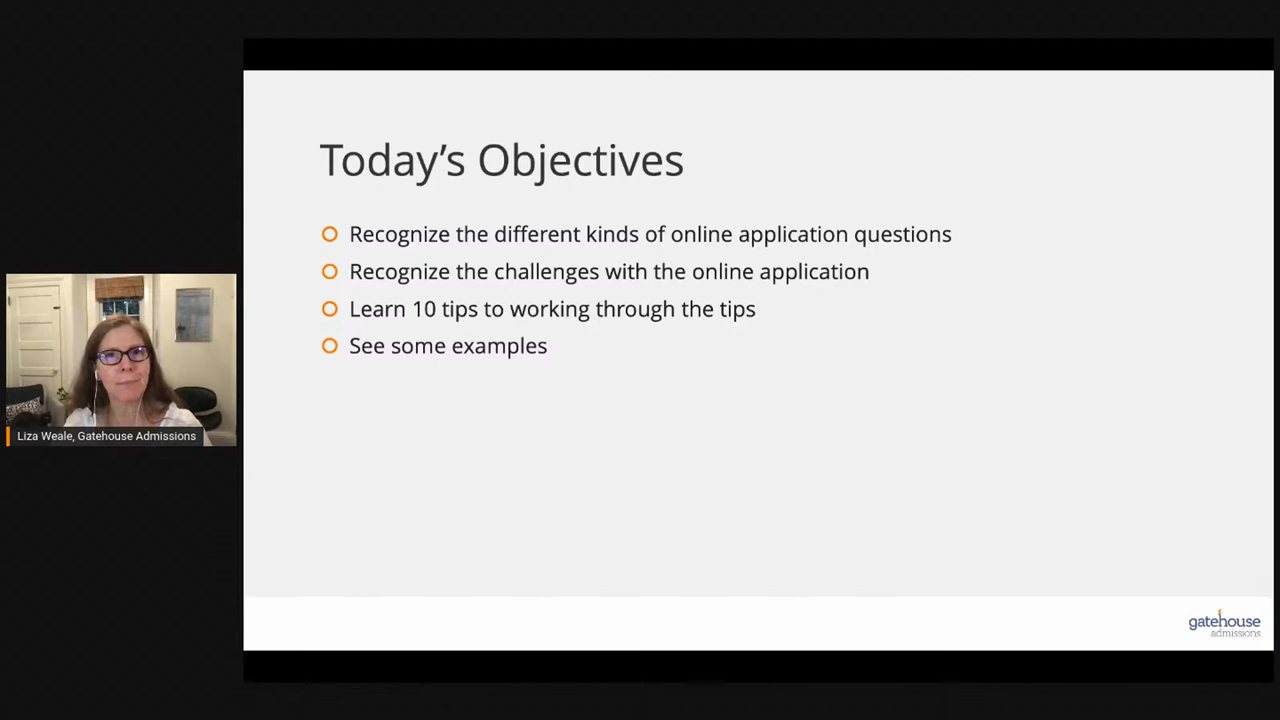 Today's Objectives
Recognize the different kinds of online application questions
Recognize the challenges with the online application
Learn 10 tips to working through the tips
See some examples
Liza Weale, Gatehouse Admissions
gatehouse
admissions